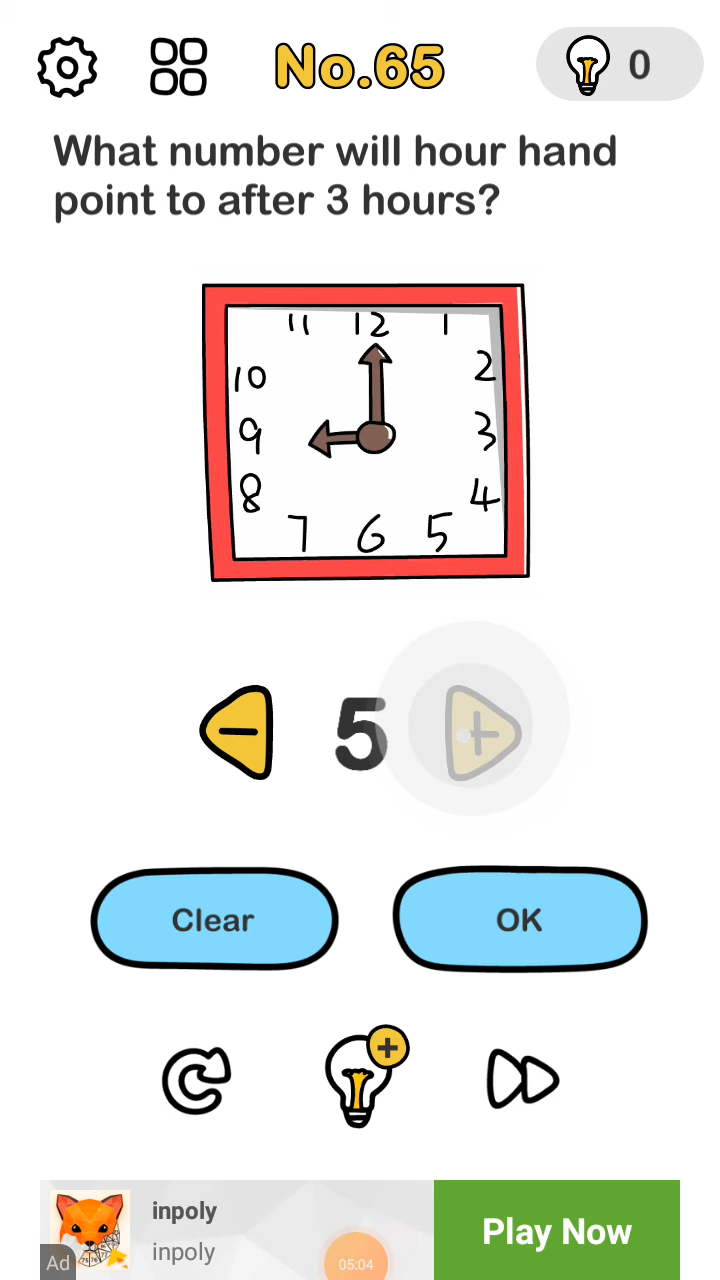 No.65
0
What number will hour hand
point to after 3 hours?
11 12 1
10 2
9 3
8 4
7 6 5
5
Clear
OK
inpoly
inpoly
Play Now
Ad
05:04